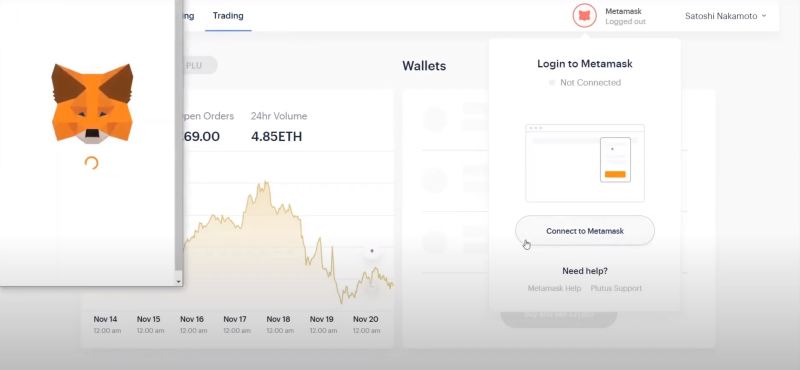 Trading
Metamask
Logged out
Satoshi Nakamoto
PLU
Wallets
Login to Metamask
Not Connected
Open Orders
24hr Volume
69.00
4.85ETH
Connect to Metamask
Need help?
Metamask Help
Plutus Support
Nov 14
Nov 15
Nov 16
Nov 17
Nov 18
Nov 19
Nov 20
12:00 am
12:00 am
12:00 am
12:00 am
12:00 am
12:00 am
12:00 am